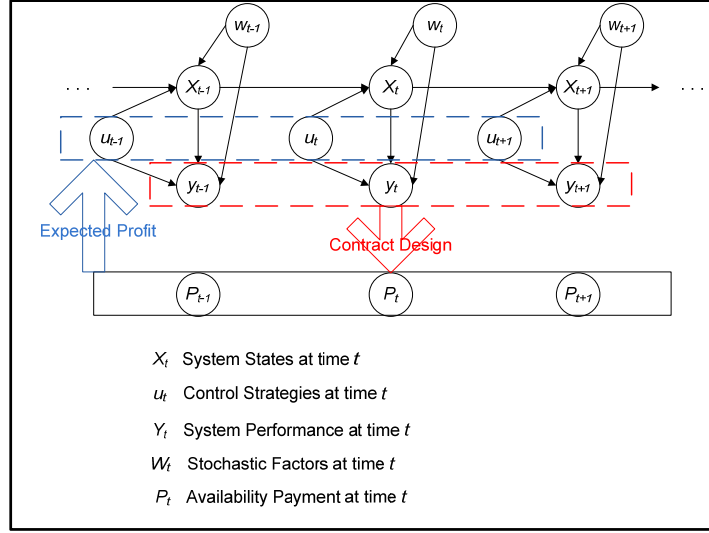 w_{t-1} w_t w_{t+1}
. . . X_{t-1} X_t X_{t+1} . . .
u_{t-1} u_t u_{t+1}
y_{t-1} y_t y_{t+1}
Expected Profit
Contract Design
P_{t-1} P_t P_{t+1}
X_t System States at time t
u_t Control Strategies at time t
Y_t System Performance at time t
W_t Stochastic Factors at time t
P_t Availability Payment at time t